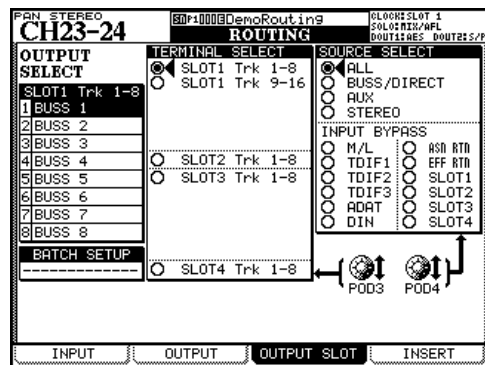 PAN STEREO
CH23-24
P1 DemoRouting
ROUTING
CLOCK:SLOT 1
SOLO:MIX/AFL
DOUT1:AES DOUT2:S/P
OUTPUT
SELECT
SLOT1 Trk 1-8
1 BUSS 1
2 BUSS 2
3 BUSS 3
4 BUSS 4
5 BUSS 5
6 BUSS 6
7 BUSS 7
8 BUSS 8
BATCH SETUP
--------------
TERMINAL SELECT
SLOT1 Trk 1-8
SLOT1 Trk 9-16
SLOT2 Trk 1-8
SLOT3 Trk 1-8
SLOT4 Trk 1-8
SOURCE SELECT
ALL
BUSS/DIRECT
AUX
STEREO
INPUT BYPASS
M/L ASN RTN
TDIF1 EFF RTN
TDIF2 SLOT1
TDIF3 SLOT2
ADAT SLOT3
DIN SLOT4
POD3 POD4
INPUT OUTPUT OUTPUT SLOT INSERT